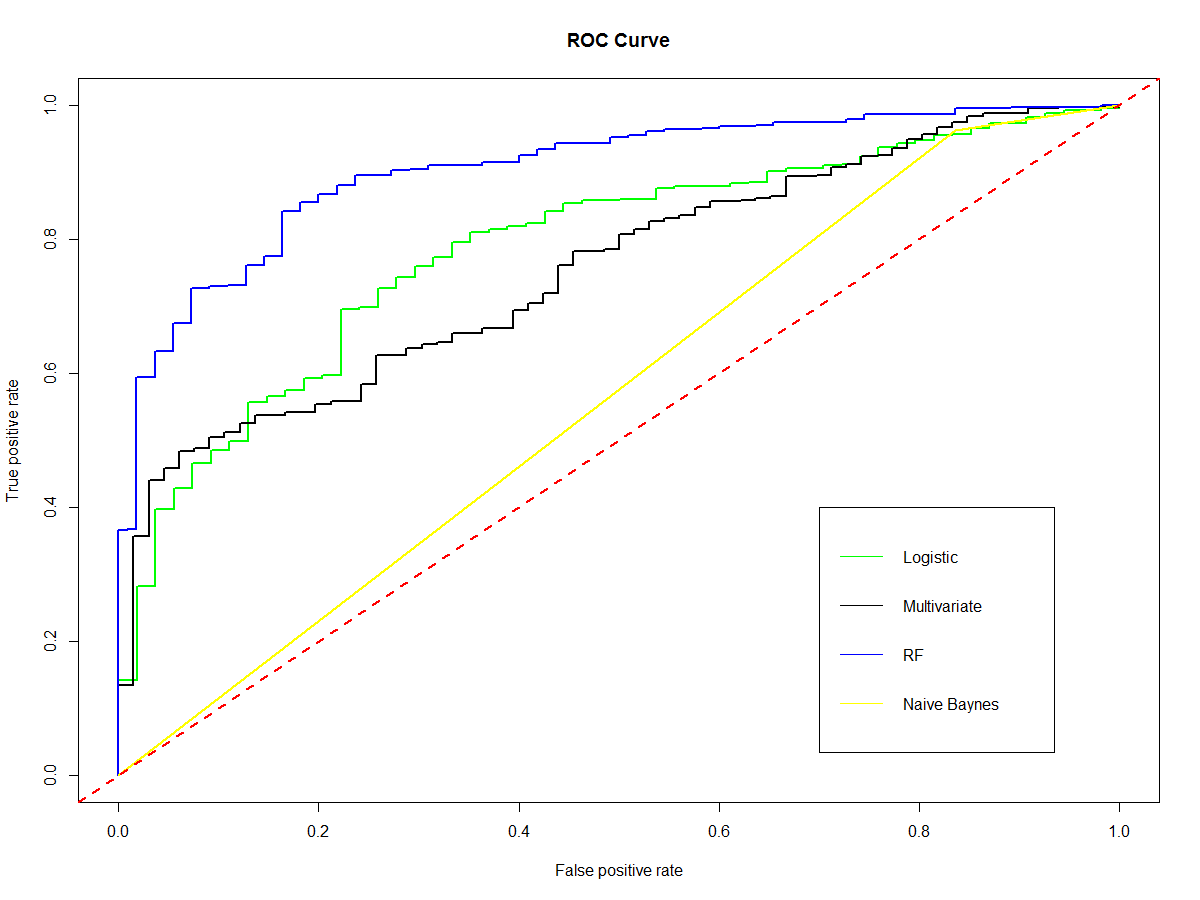 ROC Curve
True positive rate
1.0
0.8
0.6
0.4
0.2
0.0
Logistic
Multivariate
RF
Naive Baynes
0.0 0.2 0.4 0.6 0.8 1.0
False positive rate